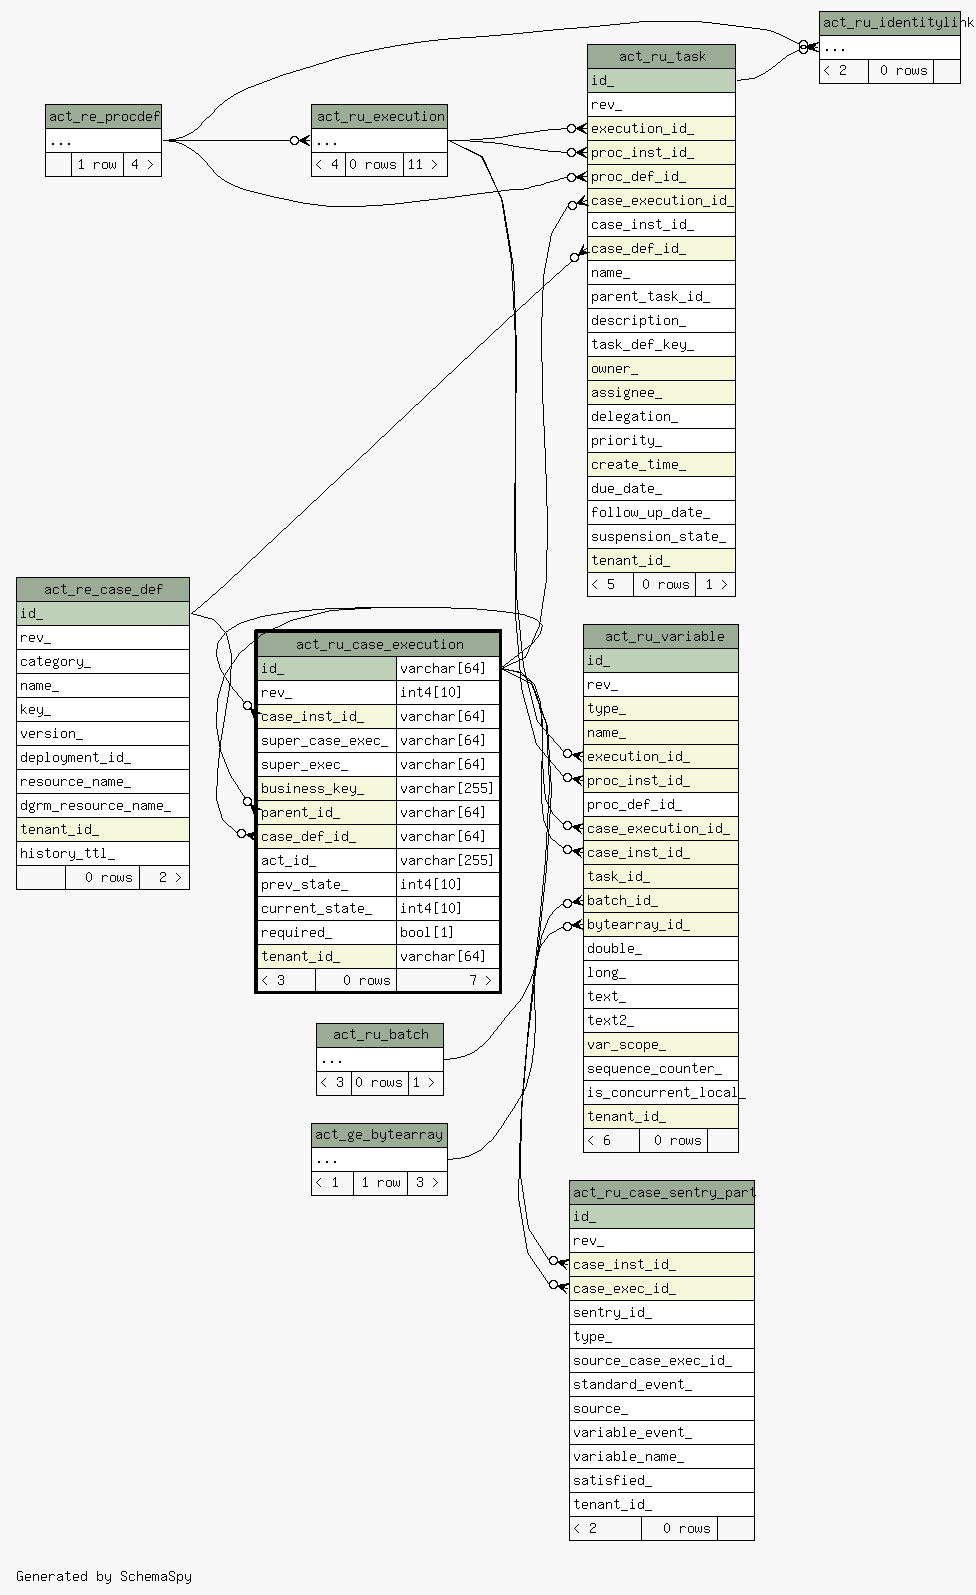 act_ru_identitylink
...
< 2 0 rows
act_ru_task
id_
rev_
execution_id_
proc_inst_id_
proc_def_id_
case_execution_id_
case_inst_id_
case_def_id_
name_
parent_task_id_
description_
task_def_key_
owner_
assignee_
delegation_
priority_
create_time_
due_date_
follow_up_date_
suspension_state_
tenant_id_
< 5 0 rows 1 >
act_re_procdef
...
1 row 4 >
act_ru_execution
...
< 4 0 rows 11 >
act_re_case_def
id_
rev_
category_
name_
key_
version_
deployment_id_
resource_name_
dgrm_resource_name_
tenant_id_
history_ttl_
0 rows 2 >
act_ru_case_execution
id_ varchar[64]
rev_ int4[10]
case_inst_id_ varchar[64]
super_case_exec_ varchar[64]
super_exec_ varchar[64]
business_key_ varchar[255]
parent_id_ varchar[64]
case_def_id_ varchar[64]
act_id_ varchar[255]
prev_state_ int4[10]
current_state_ int4[10]
required_ bool[1]
tenant_id_ varchar[64]
< 3 0 rows 7 >
act_ru_variable
id_
rev_
type_
name_
execution_id_
proc_inst_id_
proc_def_id_
case_execution_id_
case_inst_id_
task_id_
batch_id_
bytearray_id_
double_
long_
text_
text2_
var_scope_
sequence_counter_
is_concurrent_local_
tenant_id_
< 6 0 rows
act_ru_batch
...
< 3 0 rows 1 >
act_ge_bytearray
...
< 1 1 row 3 >
act_ru_case_sentry_part
id_
rev_
case_inst_id_
case_exec_id_
sentry_id_
type_
source_case_exec_id_
standard_event_
source_
variable_event_
variable_name_
satisfied_
tenant_id_
< 2 0 rows
Generated by SchemaSpy